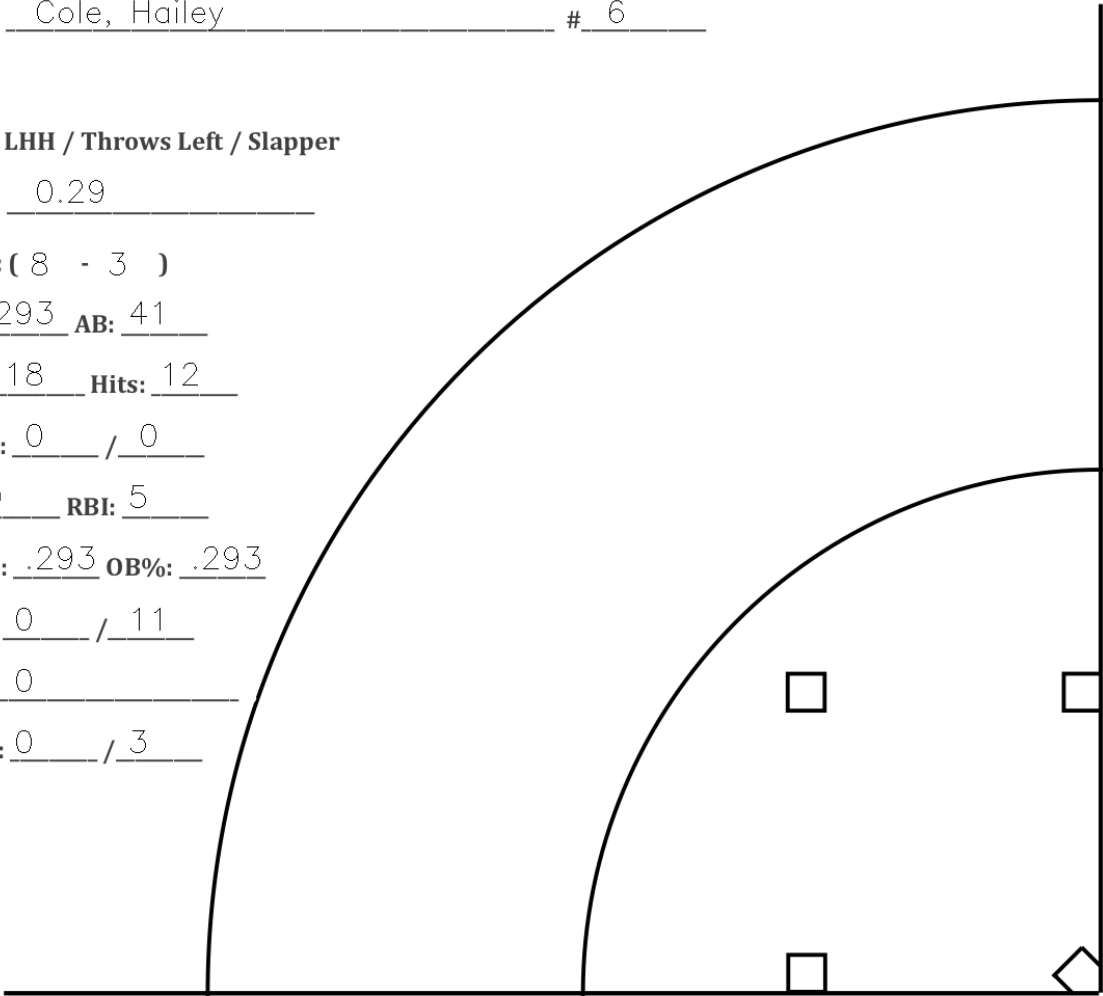 Cole, Hailey # 6
LHH / Throws Left / Slapper
0.29
: ( 8 - 3 )
293 AB: 41
18 Hits: 12
: 0 / 0
RBI: 5
: .293 OB%: .293
0 / 11
0
: 0 / 3